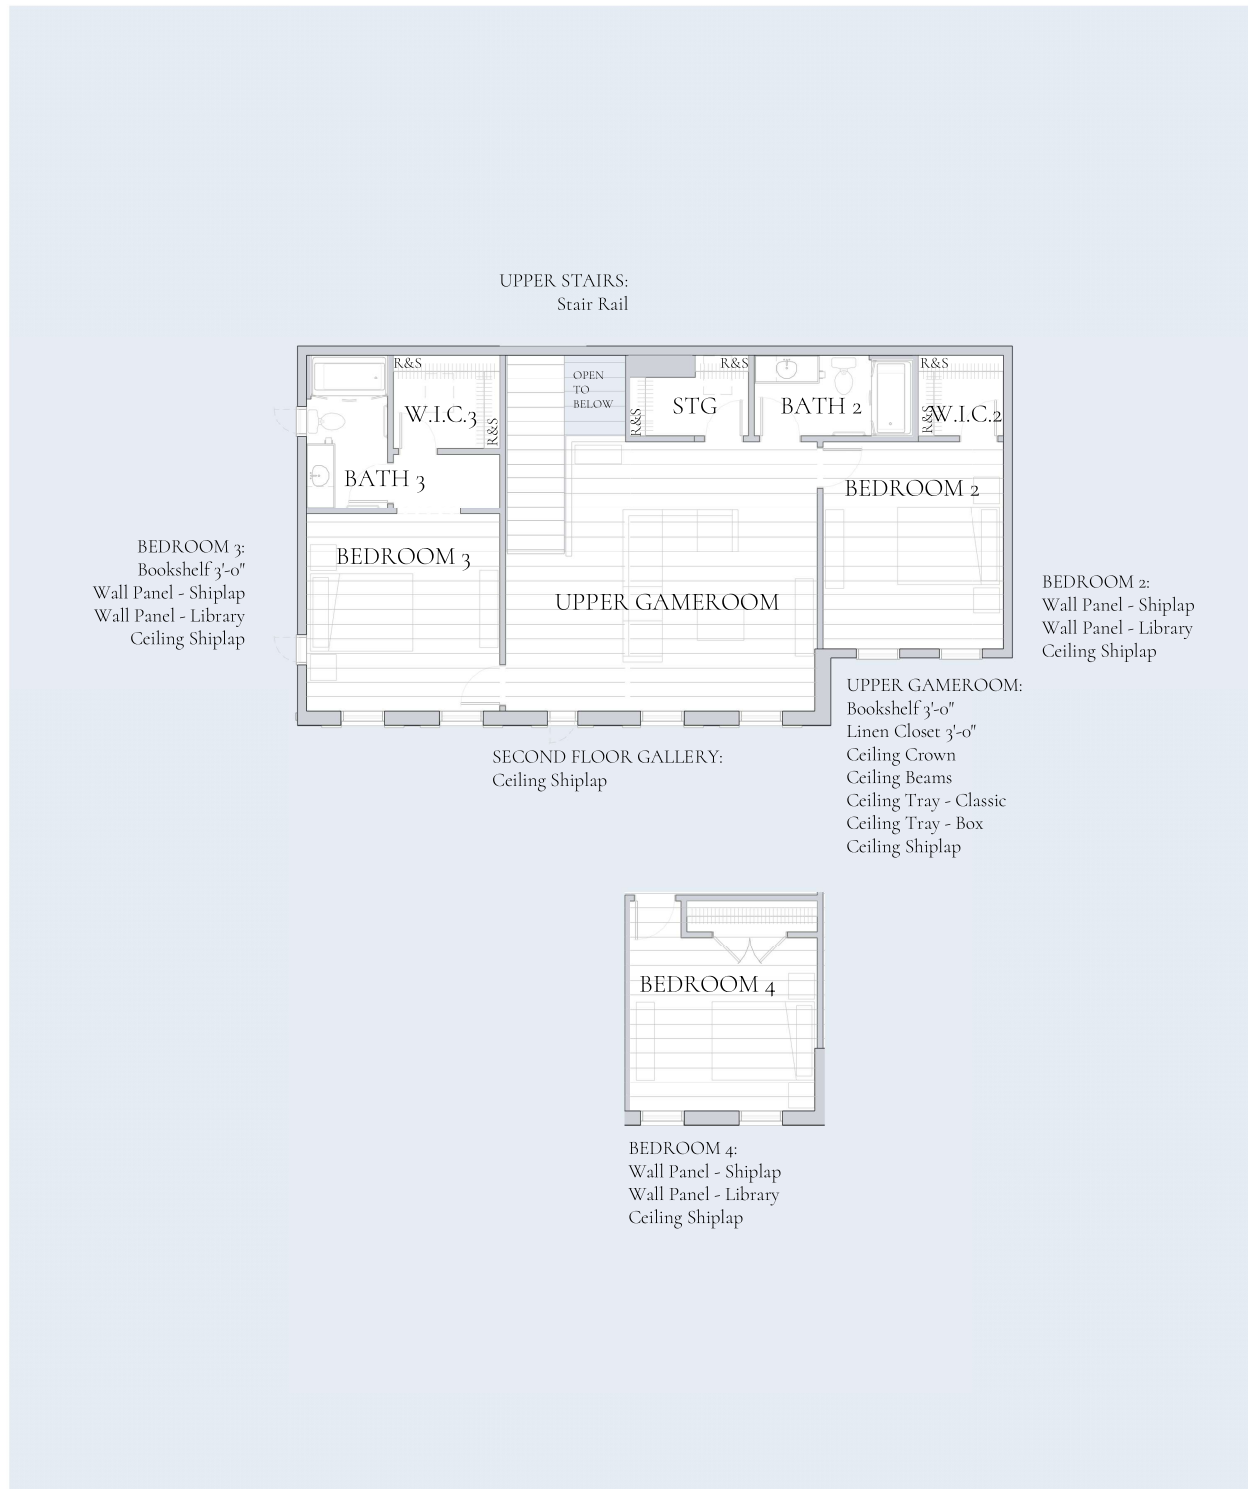 UPPER STAIRS:
Stair Rail
R&S
R&S
R&S
OPEN
TO
BELOW
W.I.C.3
STG
BATH 2
W.I.C.2
R&S
R&S
R&S
BATH 3
BEDROOM 2
BEDROOM 3
UPPER GAMEROOM
BEDROOM 3:
Bookshelf 3'-0"
Wall Panel - Shiplap
Wall Panel - Library
Ceiling Shiplap
BEDROOM 2:
Wall Panel - Shiplap
Wall Panel - Library
Ceiling Shiplap
UPPER GAMEROOM:
Bookshelf 3'-0"
Linen Closet 3'-0"
Ceiling Crown
Ceiling Beams
Ceiling Tray - Classic
Ceiling Tray - Box
Ceiling Shiplap
SECOND FLOOR GALLERY:
Ceiling Shiplap
BEDROOM 4
BEDROOM 4:
Wall Panel - Shiplap
Wall Panel - Library
Ceiling Shiplap